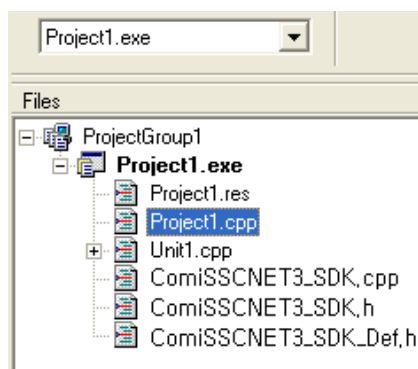 Project1.exe
Files
ProjectGroup1
Project1.exe
Project1.res
Project1.cpp
Unit1.cpp
ComiSSCNET3_SDK.cpp
ComiSSCNET3_SDK.h
ComiSSCNET3_SDK_Def.h